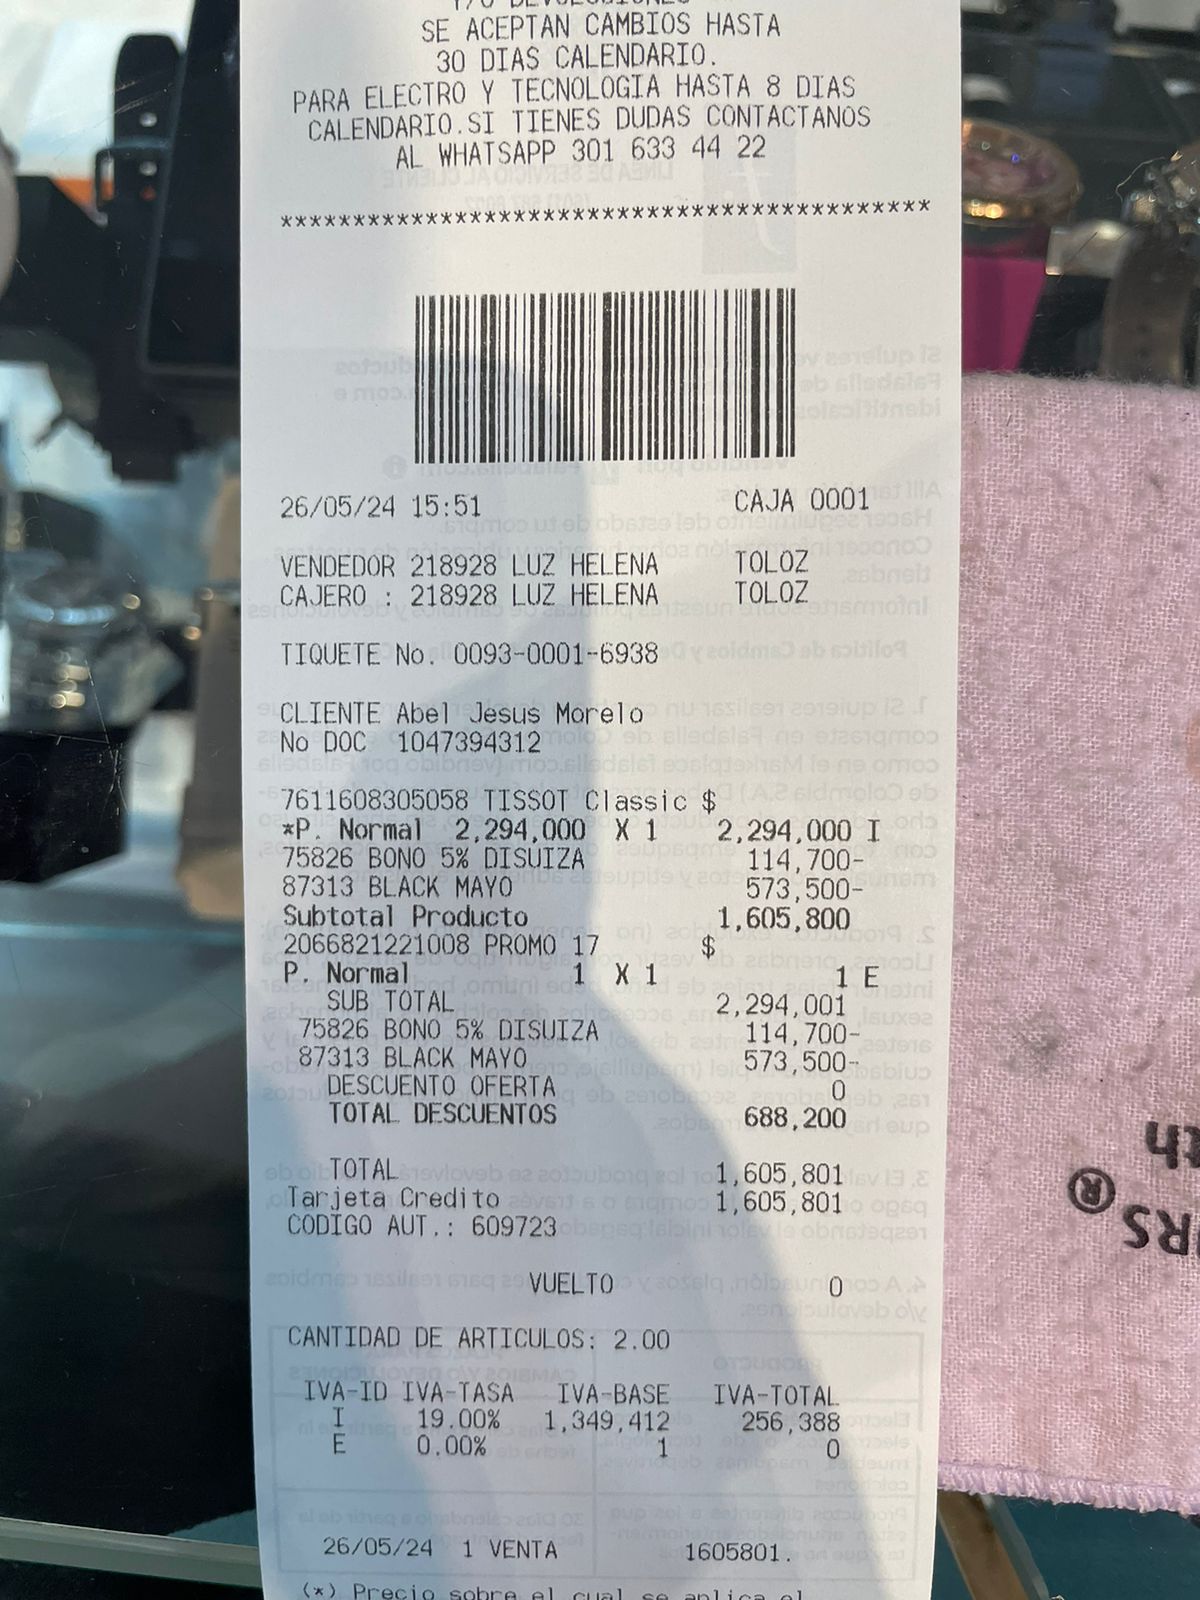 Y/O DEVOLUCIONES
SE ACEPTAN CAMBIOS HASTA
30 DIAS CALENDARIO.
PARA ELECTRO Y TECNOLOGIA HASTA 8 DIAS
CALENDARIO.SI TIENES DUDAS CONTACTANOS
AL WHATSAPP 301 633 44 22
*********************************************
26/05/24 15:51 CAJA 0001
VENDEDOR 218928 LUZ HELENA TOLOZ
CAJERO : 218928 LUZ HELENA TOLOZ
TIQUETE No. 0093-0001-6938
CLIENTE Abel Jesus Morelo
No DOC 1047394312
7611608305058 TISSOT Classic $
*P. Normal 2,294,000 X 1 2,294,000 I
75826 BONO 5% DISUIZA 114,700-
87313 BLACK MAYO 573,500-
Subtotal Producto 1,605,800
2066821221008 PROMO 17 $
P. Normal 1 X 1 1 E
SUB TOTAL 2,294,001
75826 BONO 5% DISUIZA 114,700-
87313 BLACK MAYO 573,500-
DESCUENTO OFERTA 0
TOTAL DESCUENTOS 688,200
TOTAL 1,605,801
Tarjeta Credito 1,605,801
CODIGO AUT.: 609723
VUELTO 0
CANTIDAD DE ARTICULOS: 2.00
IVA-ID IVA-TASA IVA-BASE IVA-TOTAL
I 19.00% 1,349,412 256,388
E 0.00% 1 0
26/05/24 1 VENTA 1605801.
(*) Precio sobre el cual se aplica el